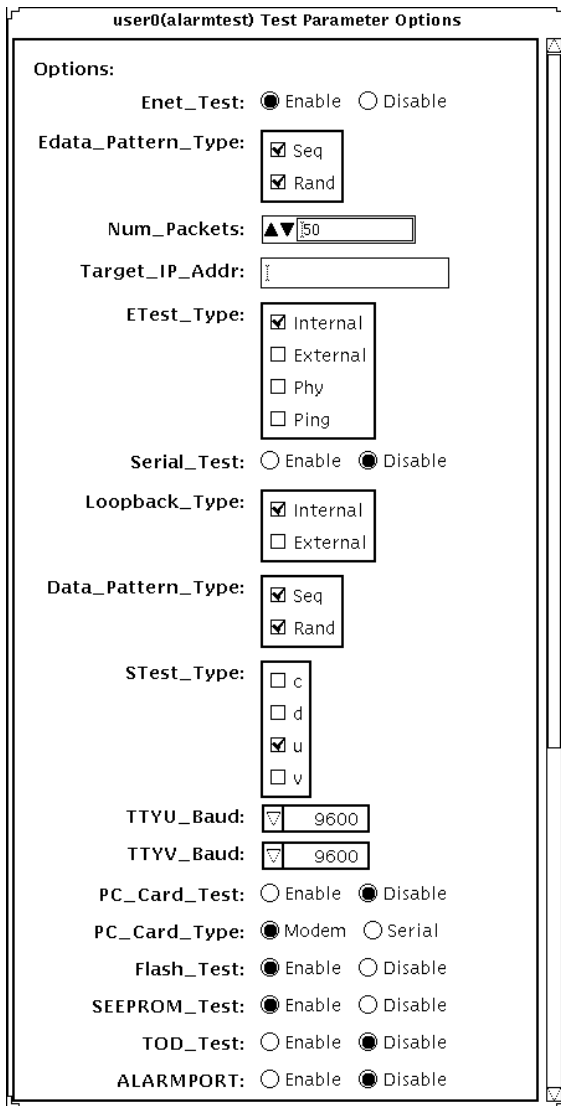 user0(alarmtest) Test Parameter Options
Options:
Enet_Test: Enable Disable
Edata_Pattern_Type: Seq
Rand
Num_Packets: 50
Target_IP_Addr:
ETest_Type: Internal
External
Phy
Ping
Serial_Test: Enable Disable
Loopback_Type: Internal
External
Data_Pattern_Type: Seq
Rand
STest_Type: c
d
u
v
TTYU_Baud: 9600
TTYV_Baud: 9600
PC_Card_Test: Enable Disable
PC_Card_Type: Modem Serial
Flash_Test: Enable Disable
SEEPROM_Test: Enable Disable
TOD_Test: Enable Disable
ALARMPORT: Enable Disable